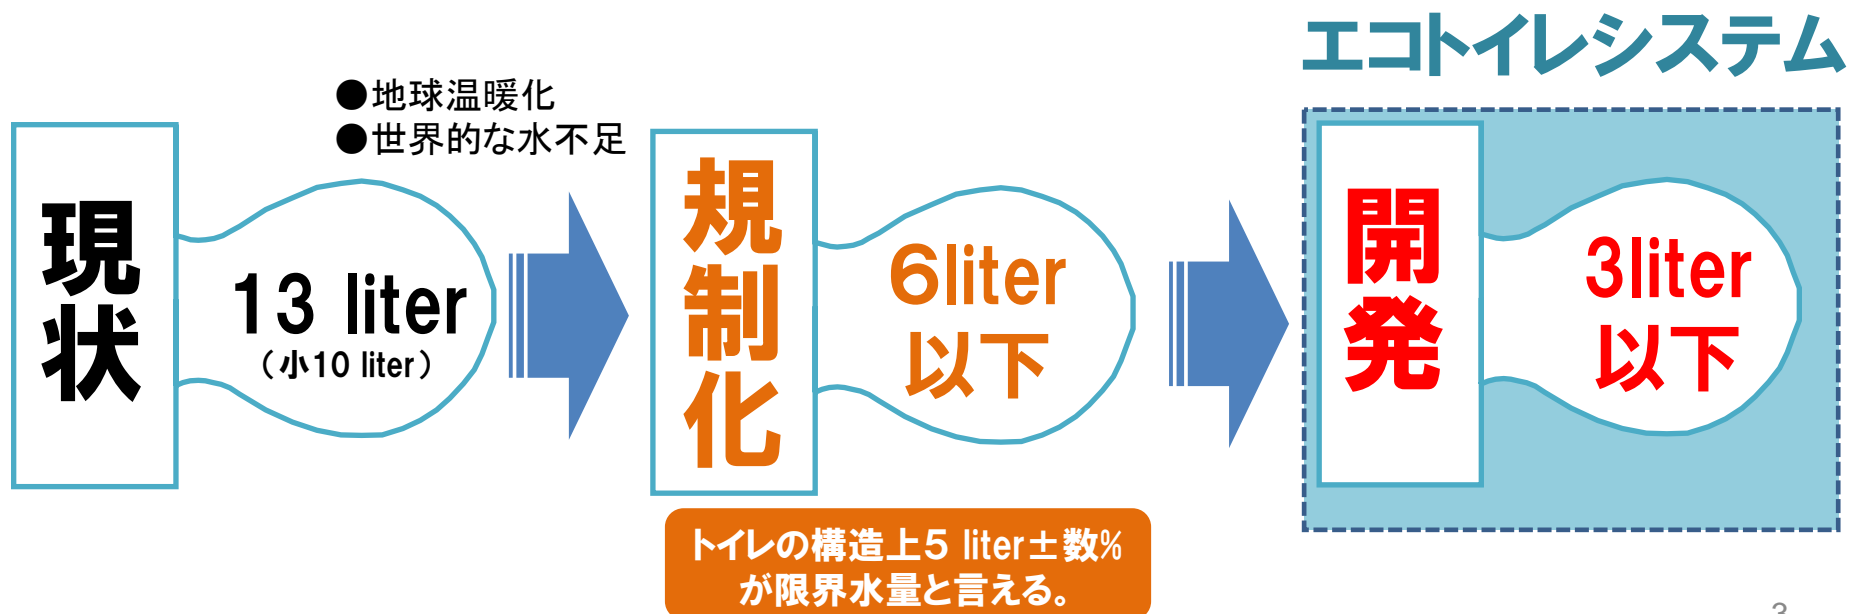 エコトイレシステム
●地球温暖化
●世界的な水不足
現状
13 liter
（小10 liter）
規制化
6liter
以下
トイレの構造上5 liter±数%
が限界水量と言える。
開発
3liter
以下
3